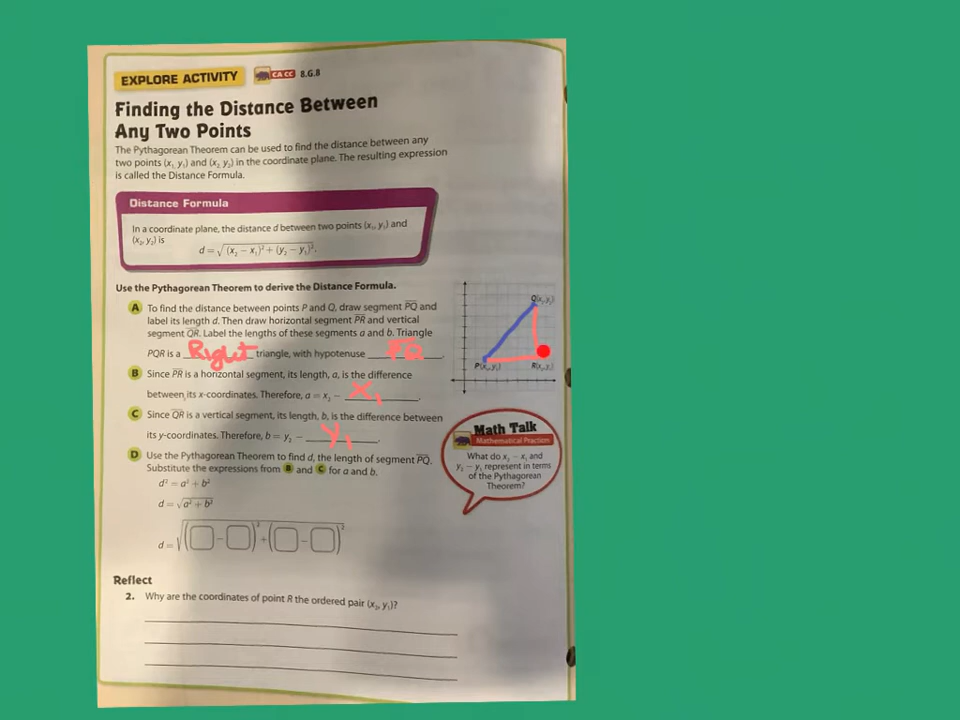 EXPLORE ACTIVITY CA CC 8.G.8
Finding the Distance Between
Any Two Points
The Pythagorean Theorem can be used to find the distance between any
two points (x₁, y₁) and (x₂, y₂) in the coordinate plane. The resulting expression
is called the Distance Formula.
Distance Formula
In a coordinate plane, the distance d between two points (x₁, y₁) and
(x₂, y₂) is
d = √(x₂ − x₁)² + (y₂ − y₁)².
Use the Pythagorean Theorem to derive the Distance Formula.
A To find the distance between points P and Q, draw segment P̅Q̅ and
label its length d. Then draw horizontal segment P̅R̅ and vertical
segment Q̅R̅. Label the lengths of these segments a and b. Triangle
PQR is a Right triangle, with hypotenuse P̅Q̅.
B Since P̅R̅ is a horizontal segment, its length, a, is the difference
between its x-coordinates. Therefore, a = x₂ − x₁.
C Since Q̅R̅ is a vertical segment, its length, b, is the difference between
its y-coordinates. Therefore, b = y₂ − y₁.
D Use the Pythagorean Theorem to find d, the length of segment P̅Q̅.
Substitute the expressions from B and C for a and b.
d² = a² + b²
d = √a² + b²
d = √(□ − □)² + (□ − □)²
Q(x₂, y₂)
P(x₁, y₁) R(x₂, y₁)
Math Talk
Mathematical Practices
What do x₂ − x₁ and
y₂ − y₁ represent in terms
of the Pythagorean
Theorem?
Reflect
2. Why are the coordinates of point R the ordered pair (x₂, y₁)?